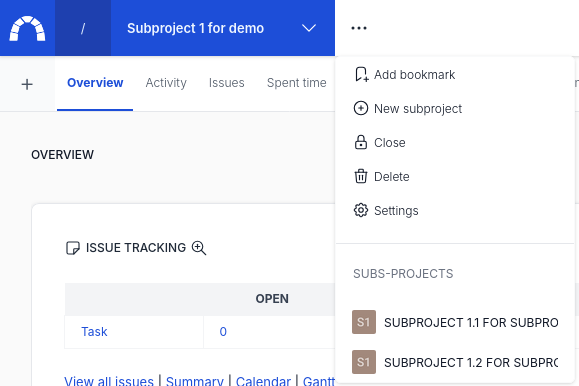 / Subproject 1 for demo ...
+ Overview Activity Issues Spent time
Add bookmark
New subproject
Close
Delete
Settings
OVERVIEW
ISSUE TRACKING
OPEN
Task 0
View all issues | Summary | Calendar | Gantt
SUBS-PROJECTS
S1 SUBPROJECT 1.1 FOR SUBPRO
S1 SUBPROJECT 1.2 FOR SUBPRO